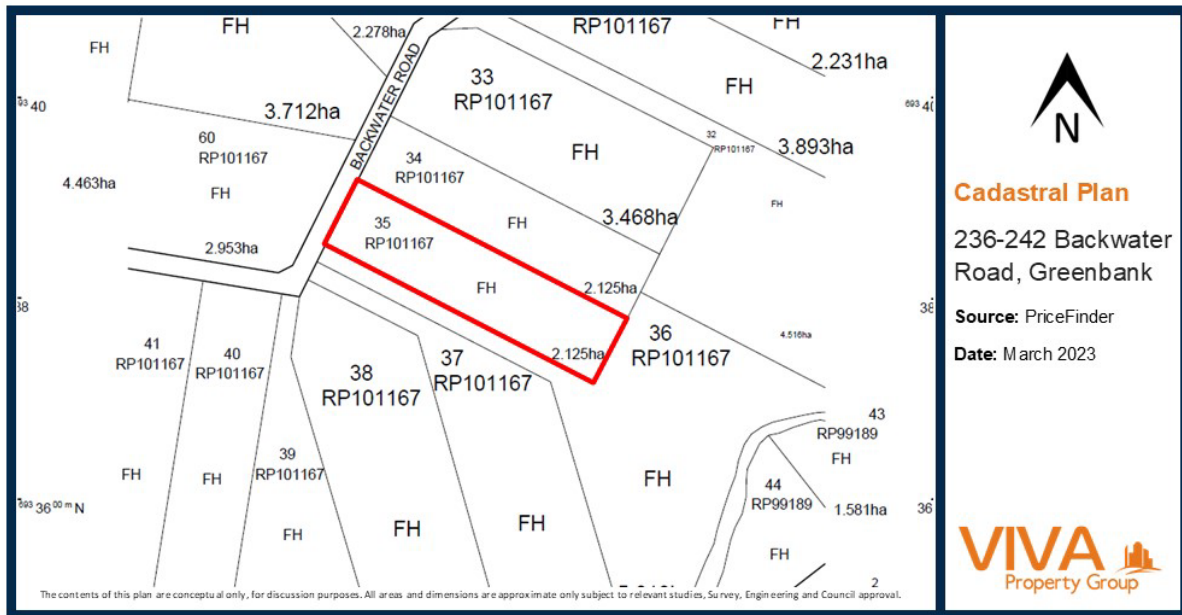 FH
RP101167
FH
2.278ha
FH
2.231ha
33
RP101167
FH
⁶⁹³ 40
3.712ha
BACKWATER ROAD
⁶⁹³ 40
60
RP101167
34
RP101167
FH
32
RP101167
3.893ha
4.463ha
FH
35
RP101167
FH
3.468ha
FH
2.953ha
FH
2.125ha
38
38
36
RP101167
4.516ha
41
RP101167
40
RP101167
2.125ha
37
RP101167
38
RP101167
43
RP99189
FH
39
RP101167
FH
FH
FH
44
RP99189
1.581ha
⁶⁹³ 36⁰⁰ ᵐ N
36
FH
FH
FH
FH
2
The contents of this plan are conceptual only, for discussion purposes. All areas and dimensions are approximate only subject to relevant studies, Survey, Engineering and Council approval.
N
Cadastral Plan
236-242 Backwater
Road, Greenbank
Source: PriceFinder
Date: March 2023
VIVA
Property Group